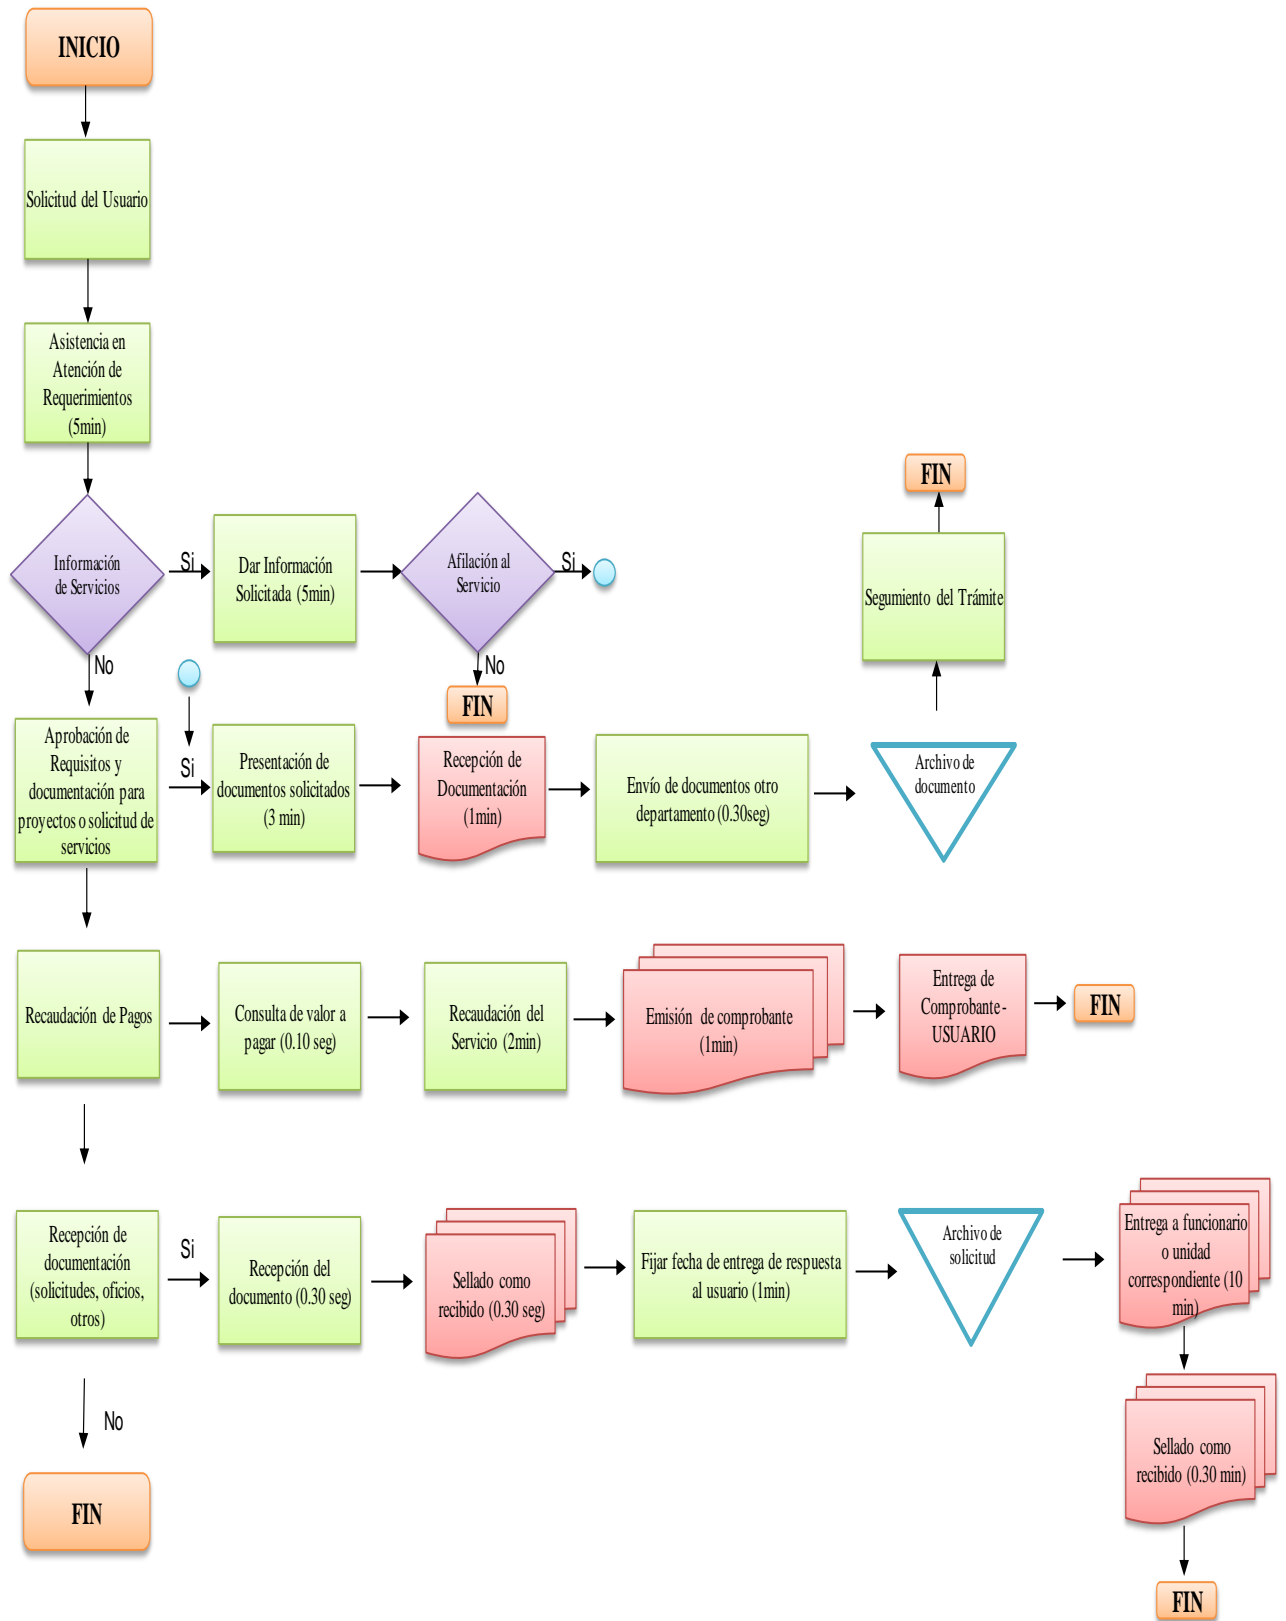 INICIO
Solicitud del Usuario
Asistencia en
Atención de
Requerimientos
(5min)
Información
de Servicios
Si
Dar Información
Solicitada (5min)
Afilación al
Servicio
Si
No
No
FIN
FIN
Segumiento del Trámite
Aprobación de
Requisitos y
documentación para
proyectos o solicitud de
servicios
Si
Presentación de
documentos solicitados
(3 min)
Recepción de
Documentación
(1min)
Envío de documentos otro
departamento (0.30seg)
Archivo de
documento
Recaudación de Pagos
Consulta de valor a
pagar (0.10 seg)
Recaudación del
Servicio (2min)
Emisión de comprobante
(1min)
Entrega de
Comprobante -
USUARIO
FIN
Recepción de
documentación
(solicitudes, oficios,
otros)
Si
Recepción del
documento (0.30 seg)
Sellado como
recibido (0.30 seg)
Fijar fecha de entrega de respuesta
al usuario (1min)
Archivo de
solicitud
Entrega a funcionario
o unidad
correspondiente (10
min)
No
FIN
Sellado como
recibido (0.30 min)
FIN